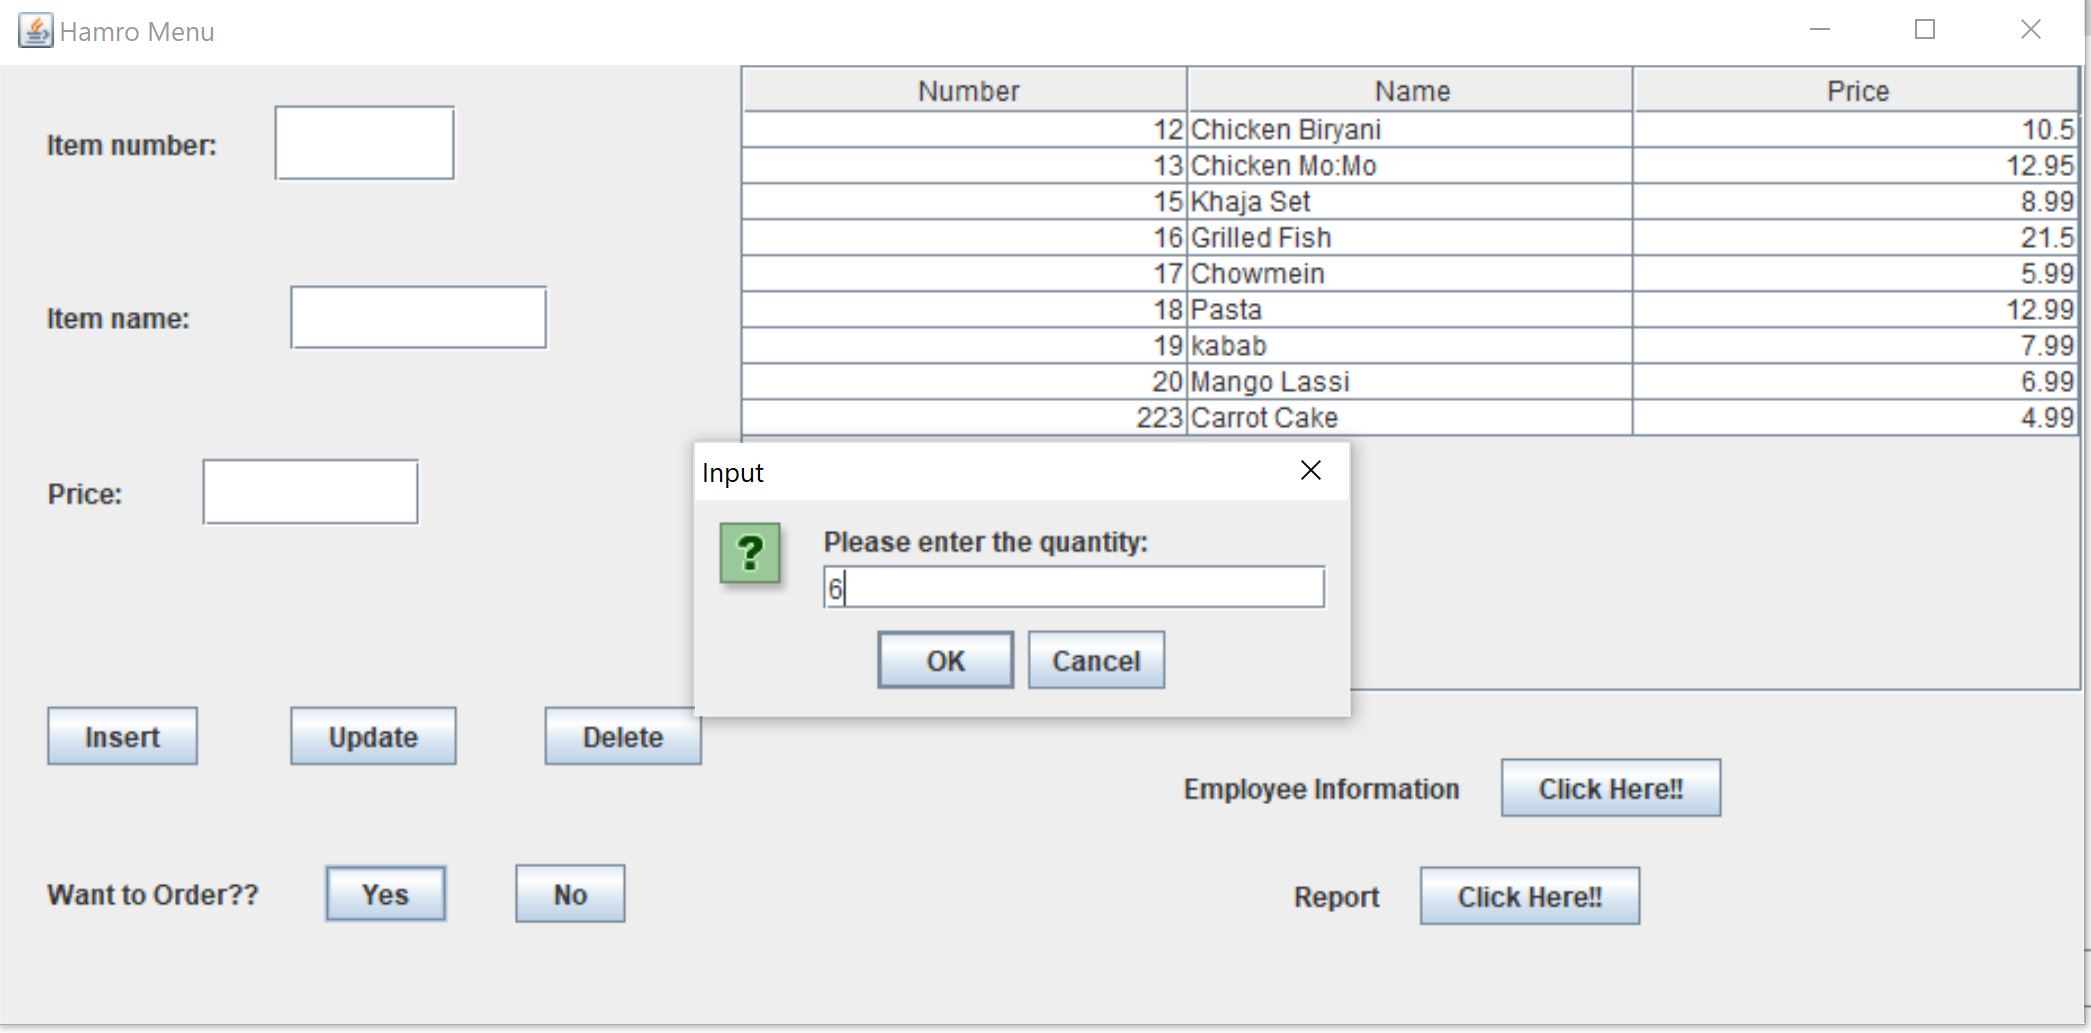 Hamro Menu
Number Name Price
Item number:
12 Chicken Biryani 10.5
13 Chicken Mo:Mo 12.95
15 Khaja Set 8.99
16 Grilled Fish 21.5
17 Chowmein 5.99
18 Pasta 12.99
19 kabab 7.99
20 Mango Lassi 6.99
223 Carrot Cake 4.99
Item name:
Price:
Input
?
Please enter the quantity:
6
OK Cancel
Insert Update Delete
Employee Information Click Here!!
Want to Order?? Yes No
Report Click Here!!